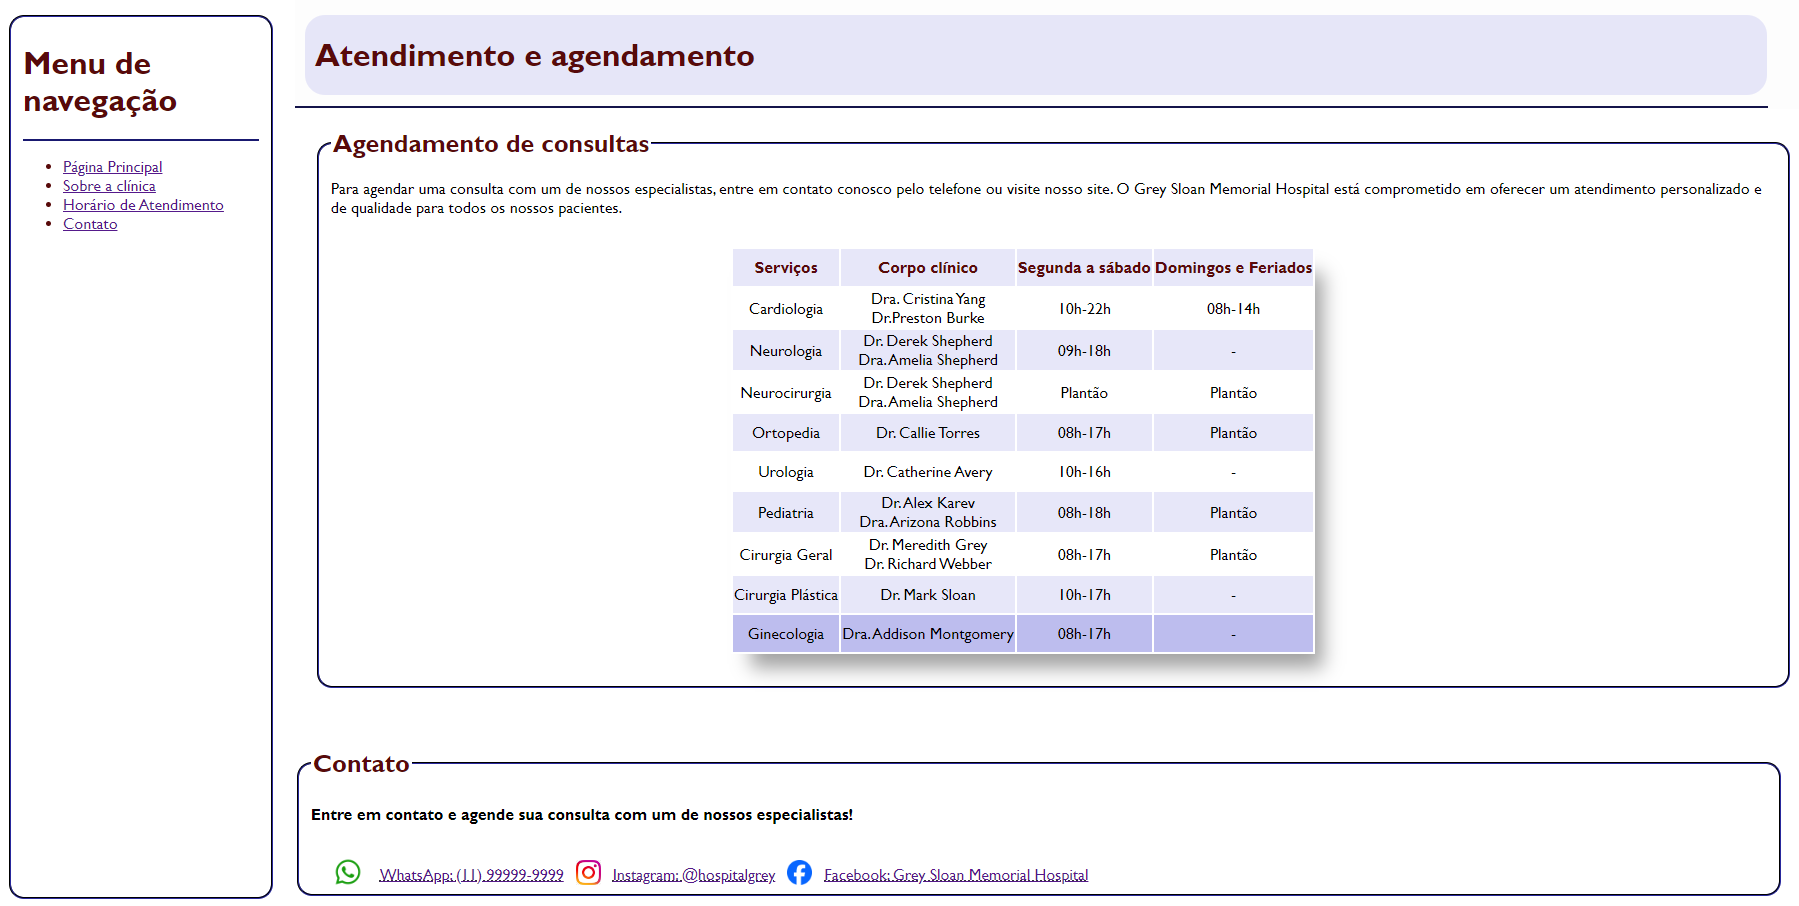 Menu de
navegação
Página Principal
Sobre a clínica
Horário de Atendimento
Contato
Atendimento e agendamento
Agendamento de consultas
Para agendar uma consulta com um de nossos especialistas, entre em contato conosco pelo telefone ou visite nosso site. O Grey Sloan Memorial Hospital está comprometido em oferecer um atendimento personalizado e
de qualidade para todos os nossos pacientes.
Serviços Corpo clínico Segunda a sábado Domingos e Feriados
Cardiologia Dra. Cristina Yang Dr.Preston Burke 10h-22h 08h-14h
Neurologia Dr. Derek Shepherd Dra. Amelia Shepherd 09h-18h -
Neurocirurgia Dr. Derek Shepherd Dra. Amelia Shepherd Plantão Plantão
Ortopedia Dr. Callie Torres 08h-17h Plantão
Urologia Dr. Catherine Avery 10h-16h -
Pediatria Dr. Alex Karev Dra. Arizona Robbins 08h-18h Plantão
Cirurgia Geral Dr. Meredith Grey Dr. Richard Webber 08h-17h Plantão
Cirurgia Plástica Dr. Mark Sloan 10h-17h -
Ginecologia Dra. Addison Montgomery 08h-17h -
Contato
Entre em contato e agende sua consulta com um de nossos especialistas!
WhatsApp: (11) 99999-9999 Instagram: @hospitalgrey Facebook: Grey Sloan Memorial Hospital